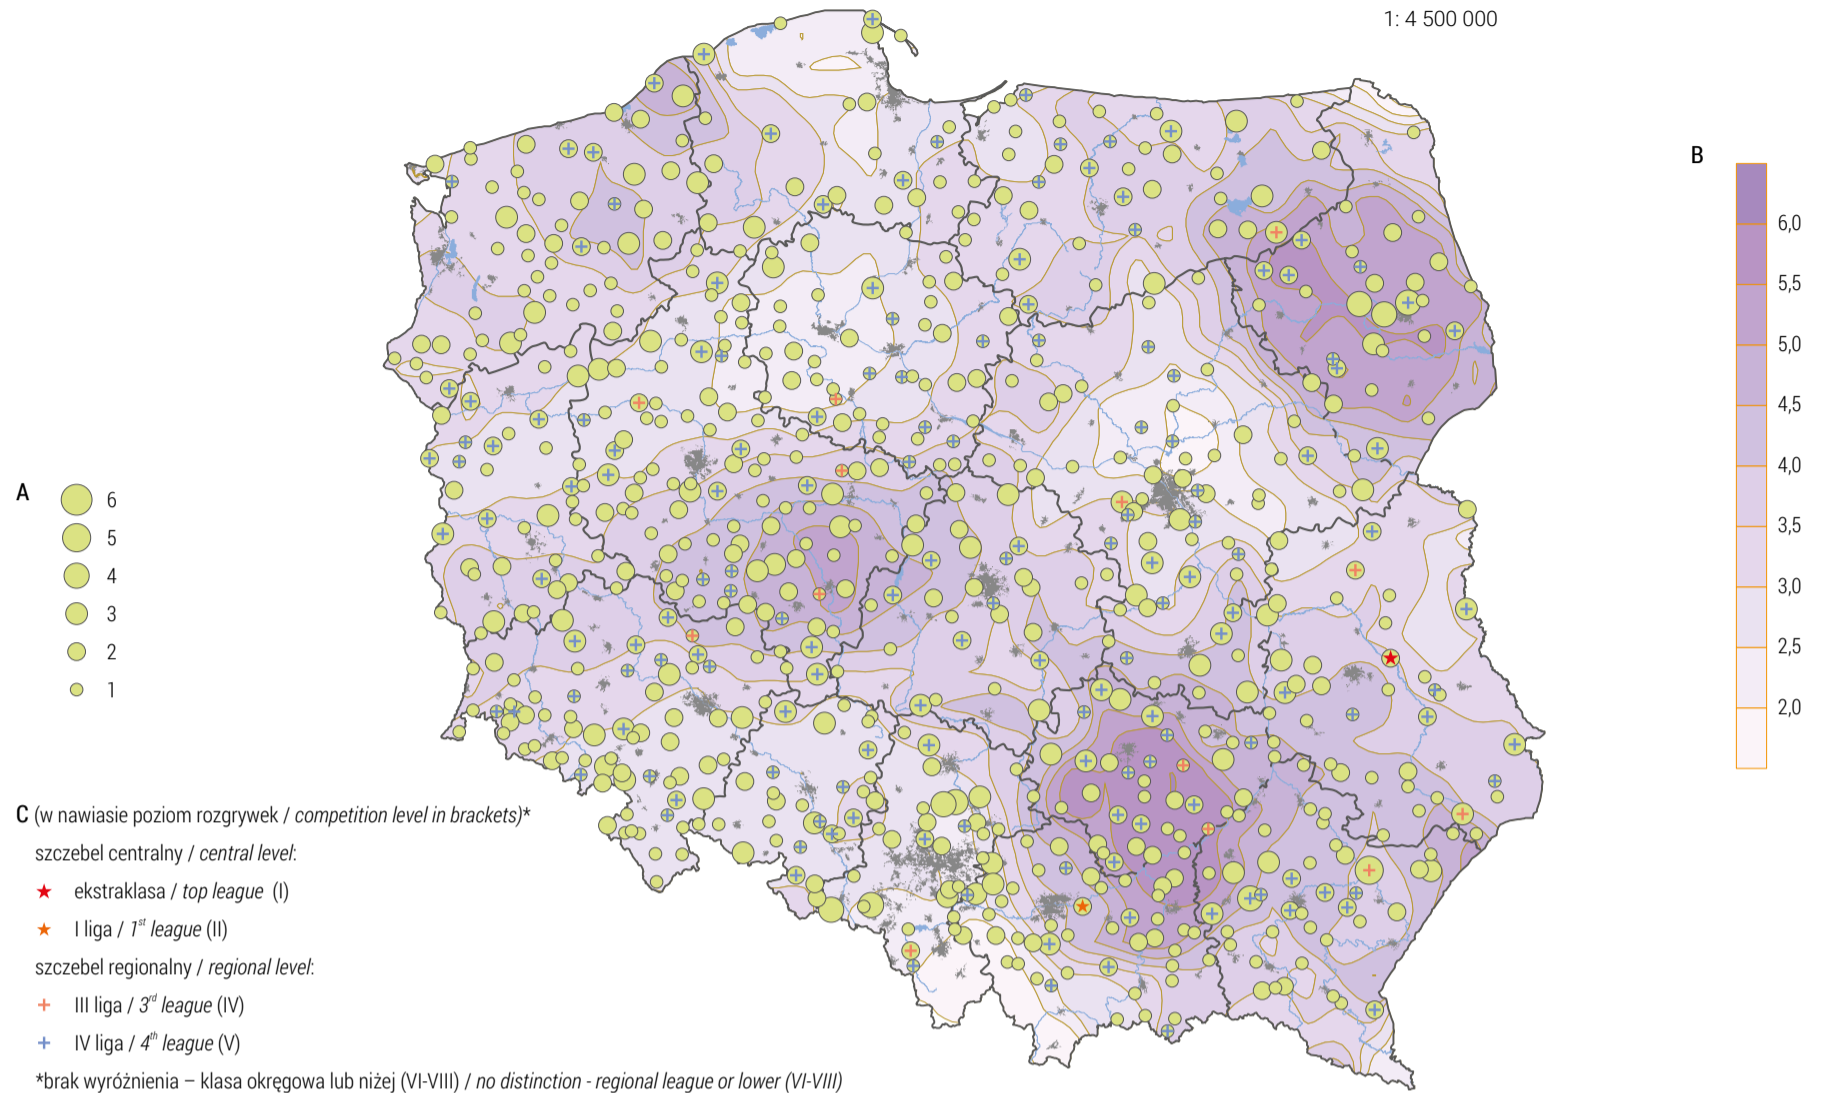 1: 4 500 000
B
6,0
5,5
5,0
4,5
4,0
3,5
3,0
2,5
2,0
A
6
5
4
3
2
1
C (w nawiasie poziom rozgrywek / competition level in brackets)*
szczebel centralny / central level:
ekstraklasa / top league (I)
I liga / 1st league (II)
szczebel regionalny / regional level:
III liga / 3rd league (IV)
IV liga / 4th league (V)
*brak wyróżnienia – klasa okręgowa lub niżej (VI-VIII) / no distinction - regional league or lower (VI-VIII)